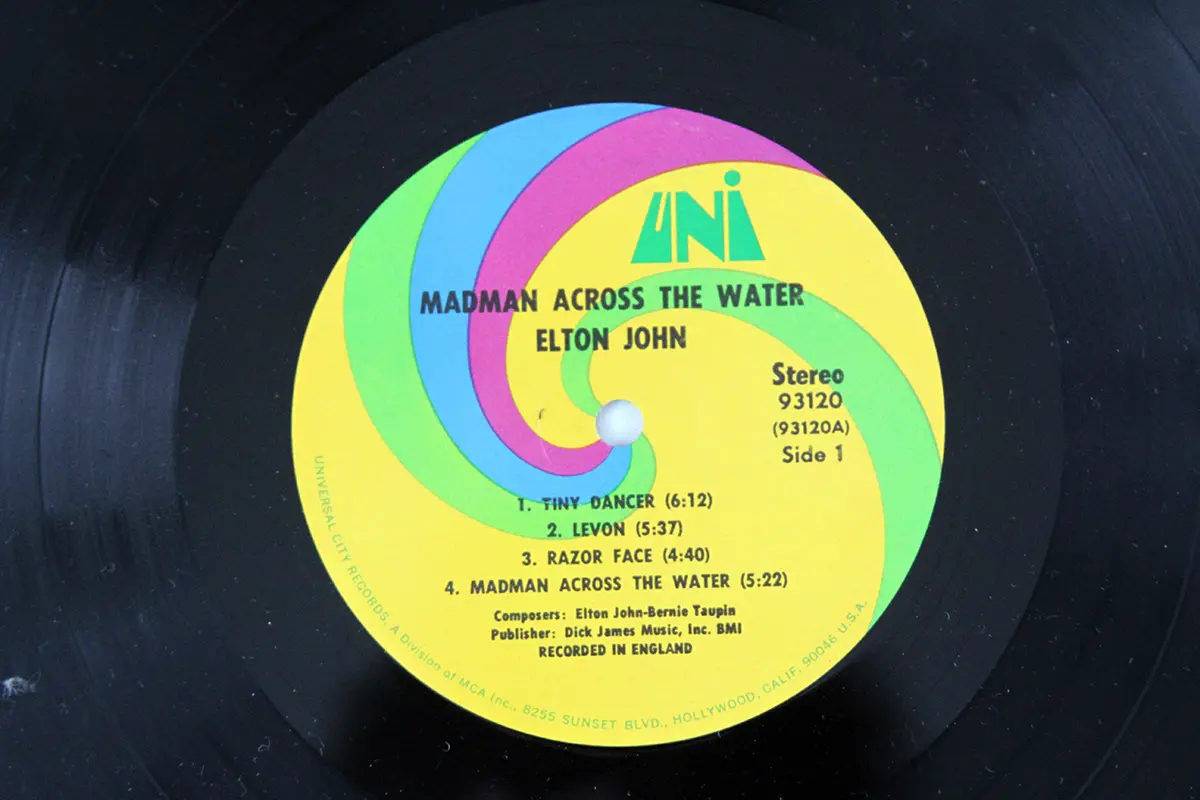 UNI
MADMAN ACROSS THE WATER
ELTON JOHN
Stereo
93120
(93120A)
Side 1
1. TINY DANCER (6:12)
2. LEVON (5:37)
3. RAZOR FACE (4:40)
4. MADMAN ACROSS THE WATER (5:22)
Composers: Elton John-Bernie Taupin
Publisher: Dick James Music, Inc. BMI
RECORDED IN ENGLAND
UNIVERSAL CITY RECORDS, A Division of MCA Inc., 8255 SUNSET BLVD., HOLLYWOOD, CALIF. 90046 U.S.A.